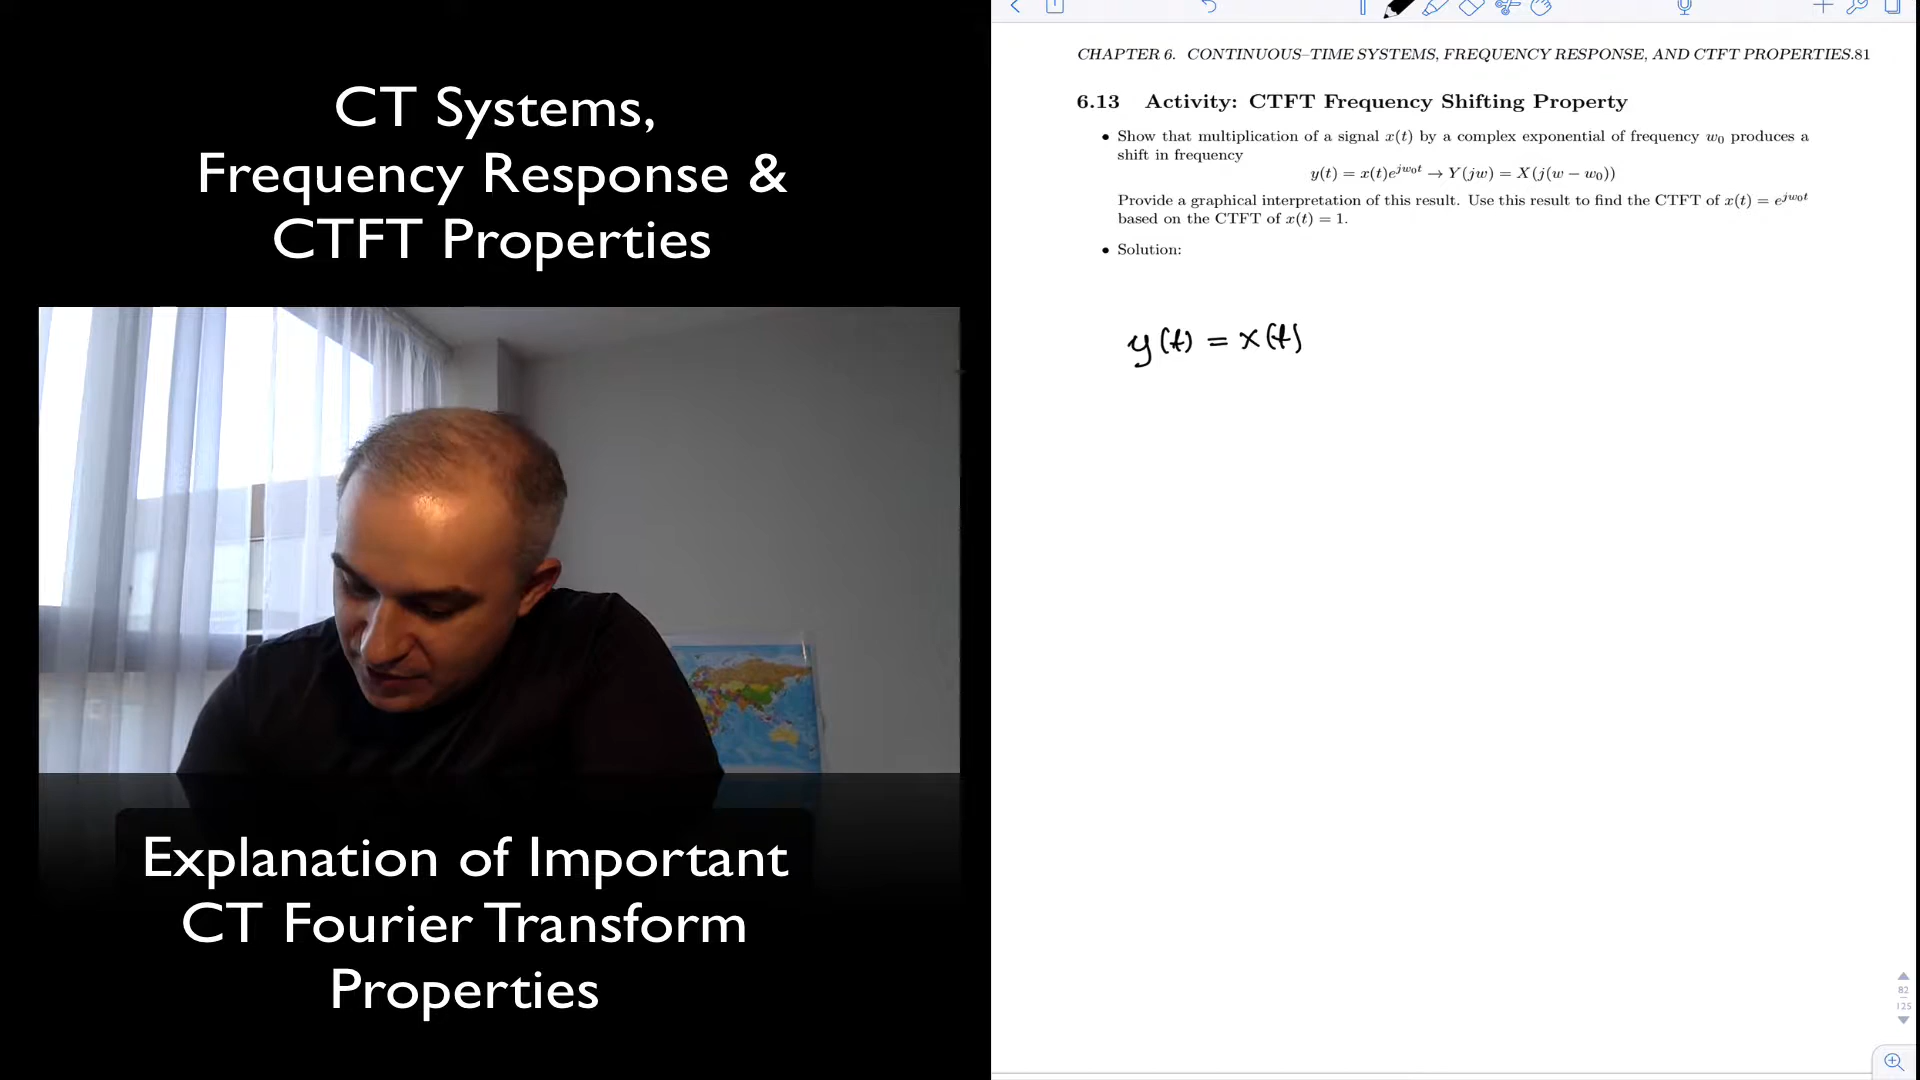 CT Systems,
Frequency Response &
CTFT Properties
Explanation of Important
CT Fourier Transform
Properties
CHAPTER 6. CONTINUOUS–TIME SYSTEMS, FREQUENCY RESPONSE, AND CTFT PROPERTIES.81
6.13 Activity: CTFT Frequency Shifting Property
• Show that multiplication of a signal x(t) by a complex exponential of frequency w₀ produces a
shift in frequency
y(t) = x(t)e^{jw₀t} → Y(jw) = X(j(w − w₀))
Provide a graphical interpretation of this result. Use this result to find the CTFT of x(t) = e^{jw₀t}
based on the CTFT of x(t) = 1.
• Solution:
y(t) = x(t)
82
125